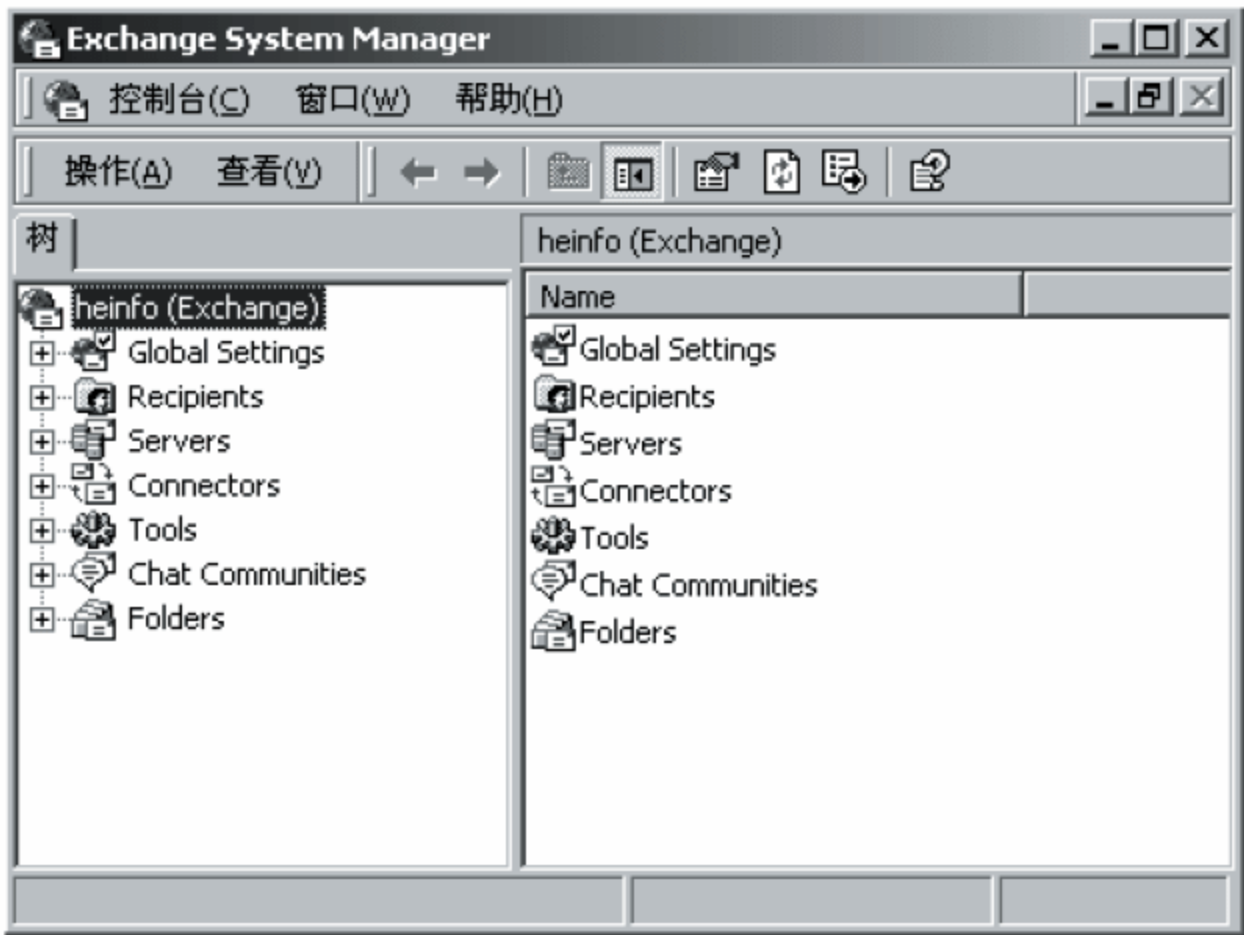 Exchange System Manager
控制台(C) 窗口(W) 帮助(H)
操作(A) 查看(V)
树
heinfo (Exchange)
Global Settings
Recipients
Servers
Connectors
Tools
Chat Communities
Folders
heinfo (Exchange)
Name
Global Settings
Recipients
Servers
Connectors
Tools
Chat Communities
Folders